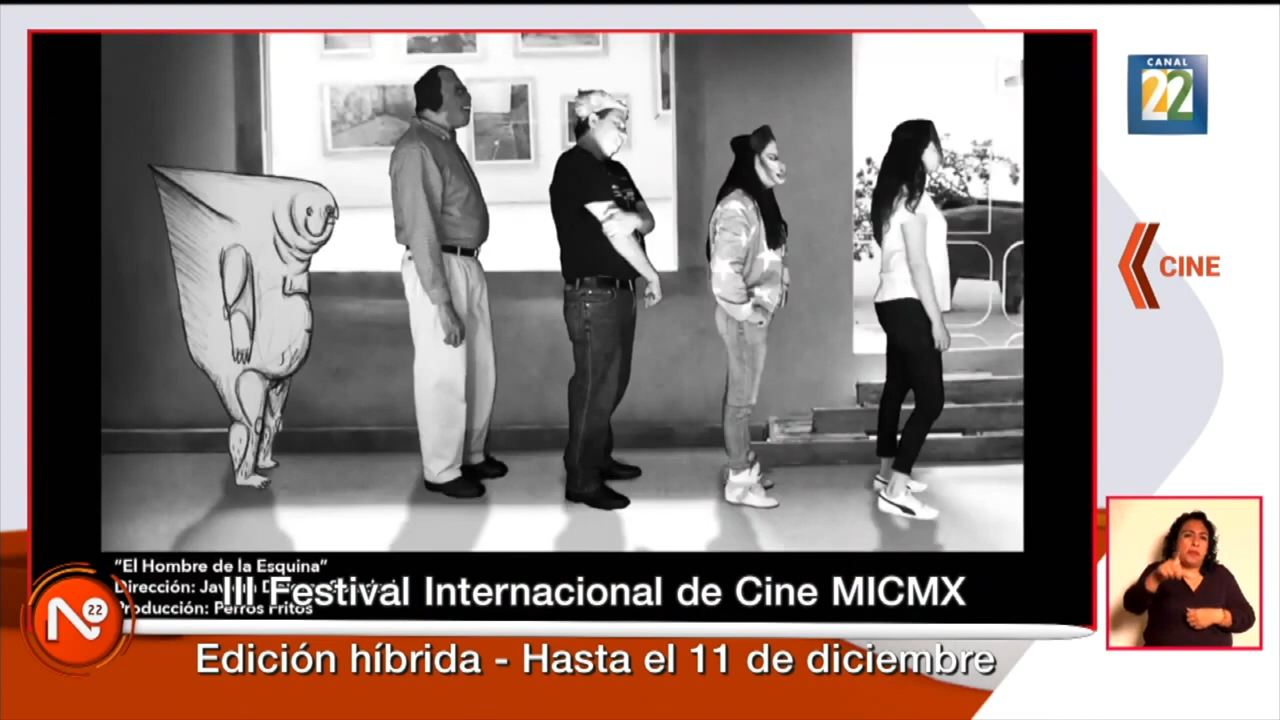 CANAL
22
CINE
"El Hombre de la Esquina"
Dirección:
Producción: Perros Fritos
III Festival Internacional de Cine MICMX
N22
Edición híbrida - Hasta el 11 de diciembre